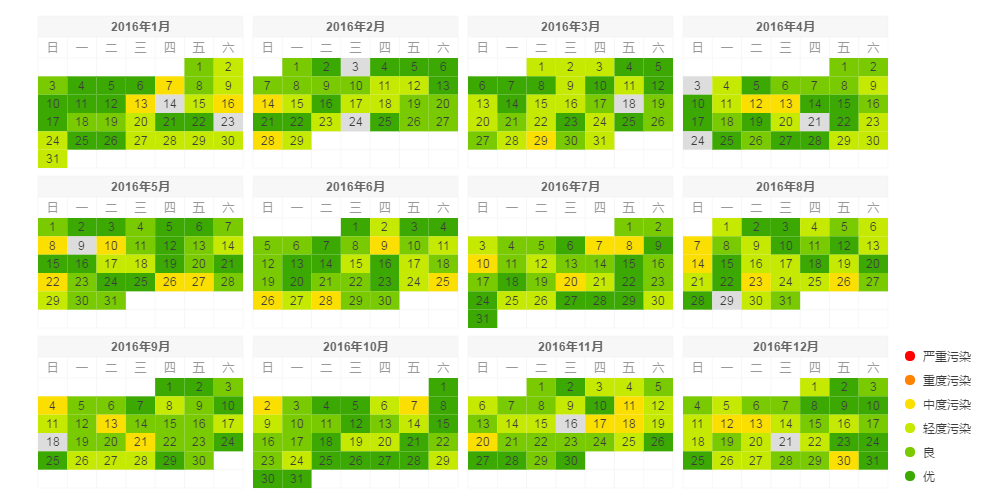 2016年1月
日 一 二 三 四 五 六
1 2
3 4 5 6 7 8 9
10 11 12 13 14 15 16
17 18 19 20 21 22 23
24 25 26 27 28 29 30
31
2016年2月
日 一 二 三 四 五 六
1 2 3 4 5 6
7 8 9 10 11 12 13
14 15 16 17 18 19 20
21 22 23 24 25 26 27
28 29
2016年3月
日 一 二 三 四 五 六
1 2 3 4 5
6 7 8 9 10 11 12
13 14 15 16 17 18 19
20 21 22 23 24 25 26
27 28 29 30 31
2016年4月
日 一 二 三 四 五 六
1 2
3 4 5 6 7 8 9
10 11 12 13 14 15 16
17 18 19 20 21 22 23
24 25 26 27 28 29 30
2016年5月
日 一 二 三 四 五 六
1 2 3 4 5 6 7
8 9 10 11 12 13 14
15 16 17 18 19 20 21
22 23 24 25 26 27 28
29 30 31
2016年6月
日 一 二 三 四 五 六
1 2 3 4
5 6 7 8 9 10 11
12 13 14 15 16 17 18
19 20 21 22 23 24 25
26 27 28 29 30
2016年7月
日 一 二 三 四 五 六
1 2
3 4 5 6 7 8 9
10 11 12 13 14 15 16
17 18 19 20 21 22 23
24 25 26 27 28 29 30
31
2016年8月
日 一 二 三 四 五 六
1 2 3 4 5 6
7 8 9 10 11 12 13
14 15 16 17 18 19 20
21 22 23 24 25 26 27
28 29 30 31
2016年9月
日 一 二 三 四 五 六
1 2 3
4 5 6 7 8 9 10
11 12 13 14 15 16 17
18 19 20 21 22 23 24
25 26 27 28 29 30
2016年10月
日 一 二 三 四 五 六
1
2 3 4 5 6 7 8
9 10 11 12 13 14 15
16 17 18 19 20 21 22
23 24 25 26 27 28 29
30 31
2016年11月
日 一 二 三 四 五 六
1 2 3 4 5
6 7 8 9 10 11 12
13 14 15 16 17 18 19
20 21 22 23 24 25 26
27 28 29 30
2016年12月
日 一 二 三 四 五 六
1 2 3
4 5 6 7 8 9 10
11 12 13 14 15 16 17
18 19 20 21 22 23 24
25 26 27 28 29 30 31
严重污染
重度污染
中度污染
轻度污染
良
优